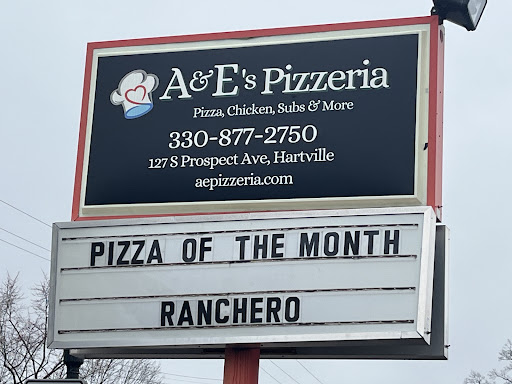 A&E's Pizzeria
Pizza, Chicken, Subs & More
330-877-2750
127 S Prospect Ave, Hartville
aepizzeria.com
PIZZA OF THE MONTH
RANCHERO